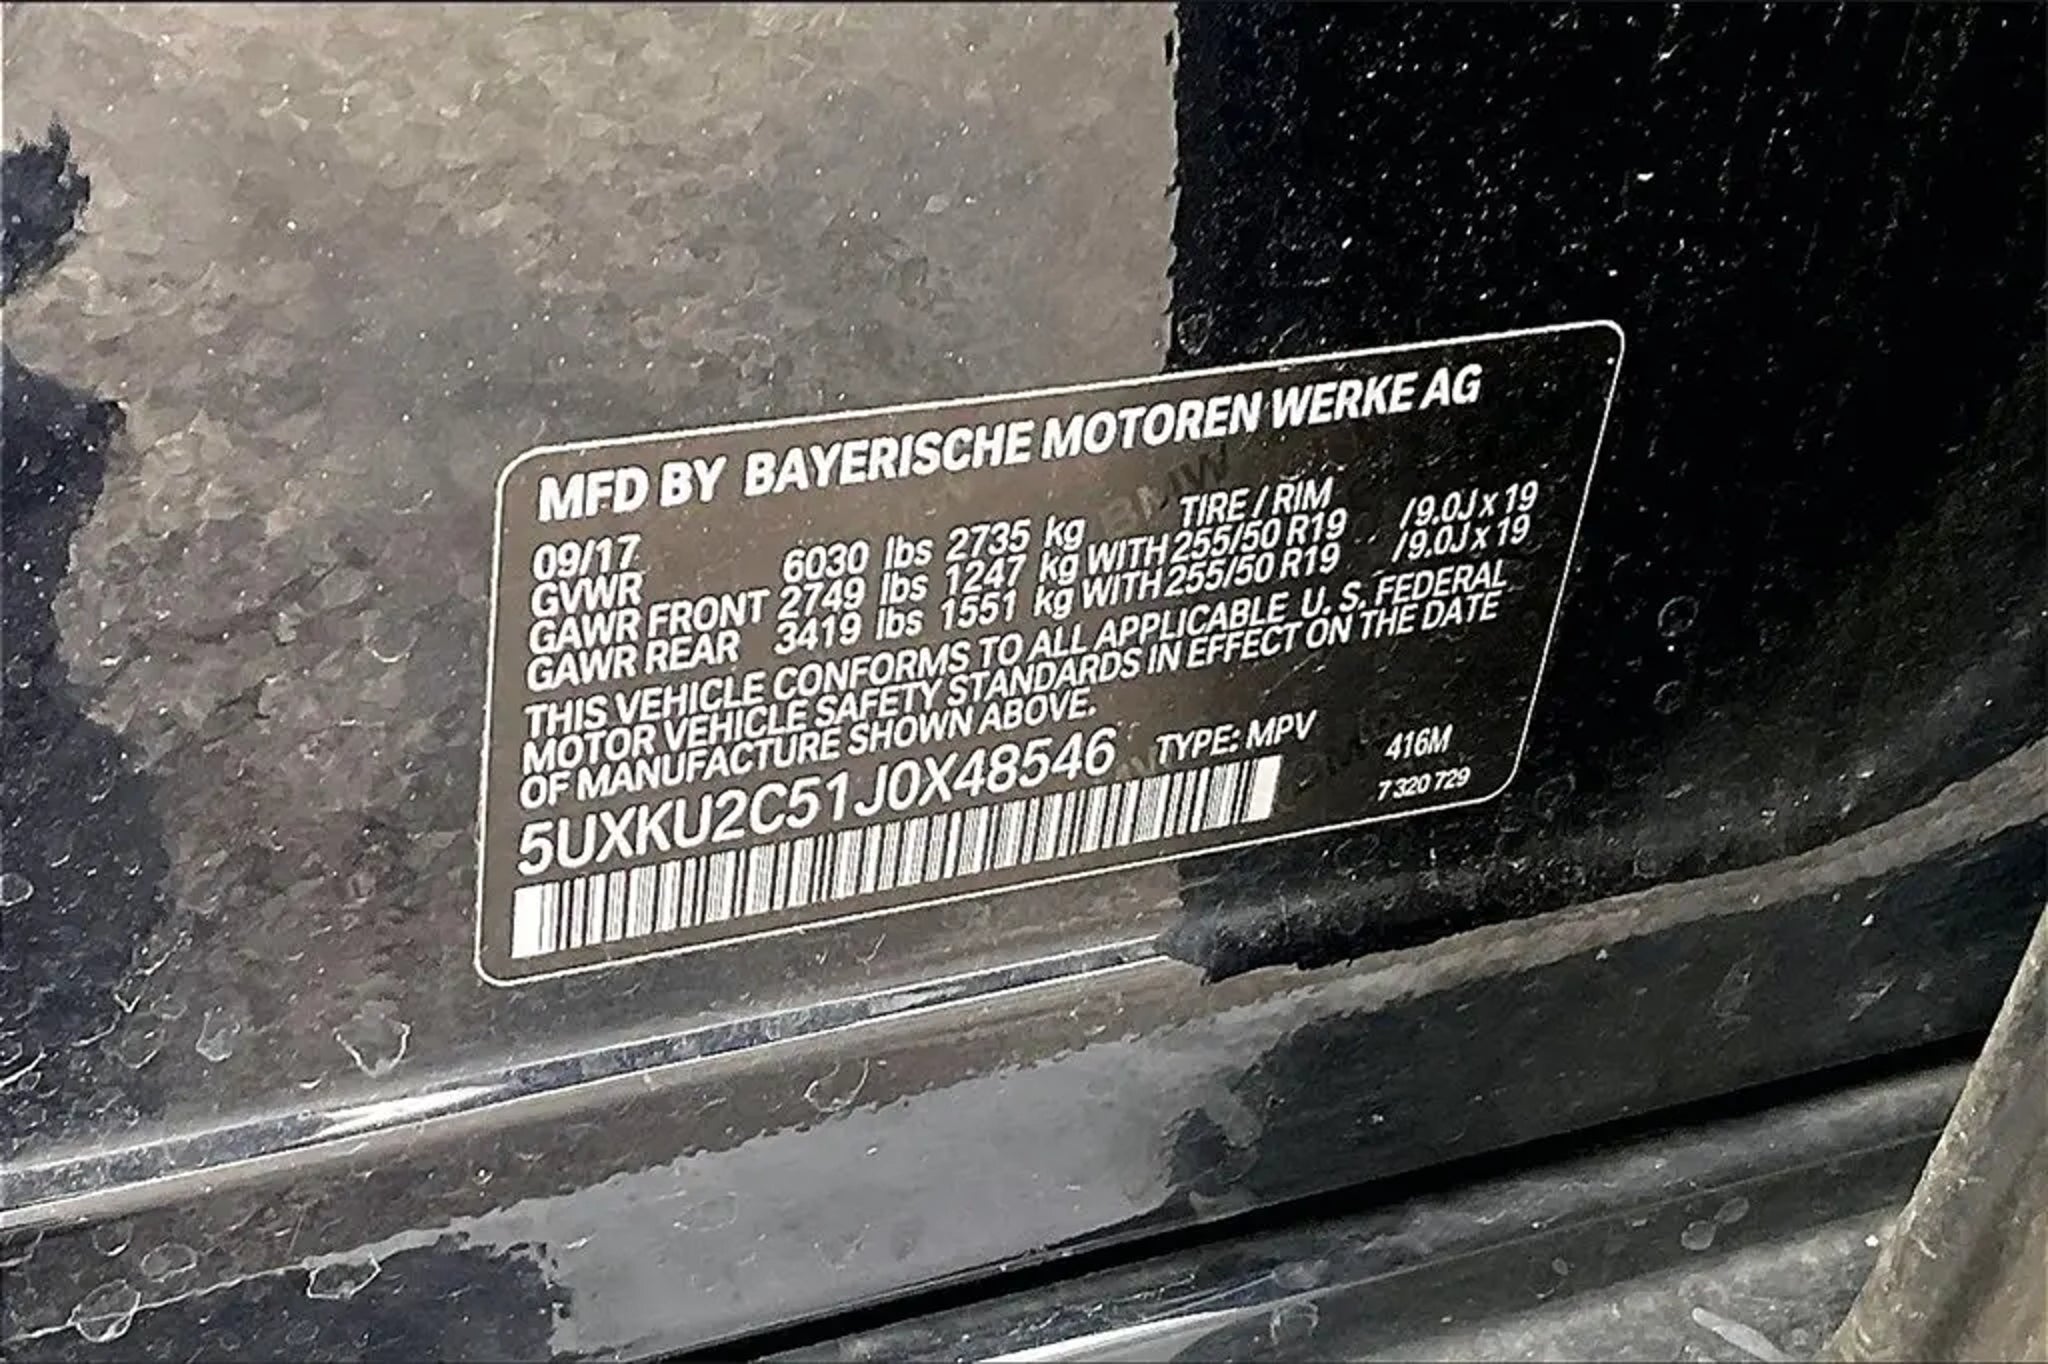 MFD BY BAYERISCHE MOTOREN WERKE AG
09/17 TIRE / RIM
GVWR 6030 lbs 2735 kg
GAWR FRONT 2749 lbs 1247 kg WITH 255/50 R19 /9.0J x 19
GAWR REAR 3419 lbs 1551 kg WITH 255/50 R19 /9.0J x 19
THIS VEHICLE CONFORMS TO ALL APPLICABLE U. S. FEDERAL
MOTOR VEHICLE SAFETY STANDARDS IN EFFECT ON THE DATE
OF MANUFACTURE SHOWN ABOVE.
5UXKU2C51J0X48546 TYPE: MPV 416M
7 320 729
BMW